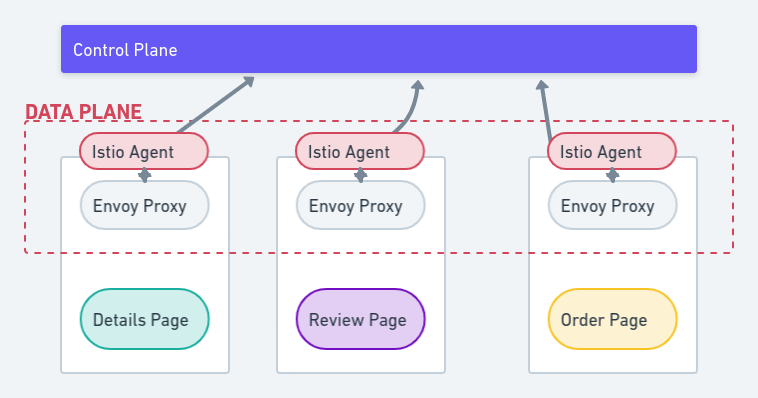 Control Plane
DATA PLANE
Istio Agent
Istio Agent
Istio Agent
Envoy Proxy
Envoy Proxy
Envoy Proxy
Details Page
Review Page
Order Page